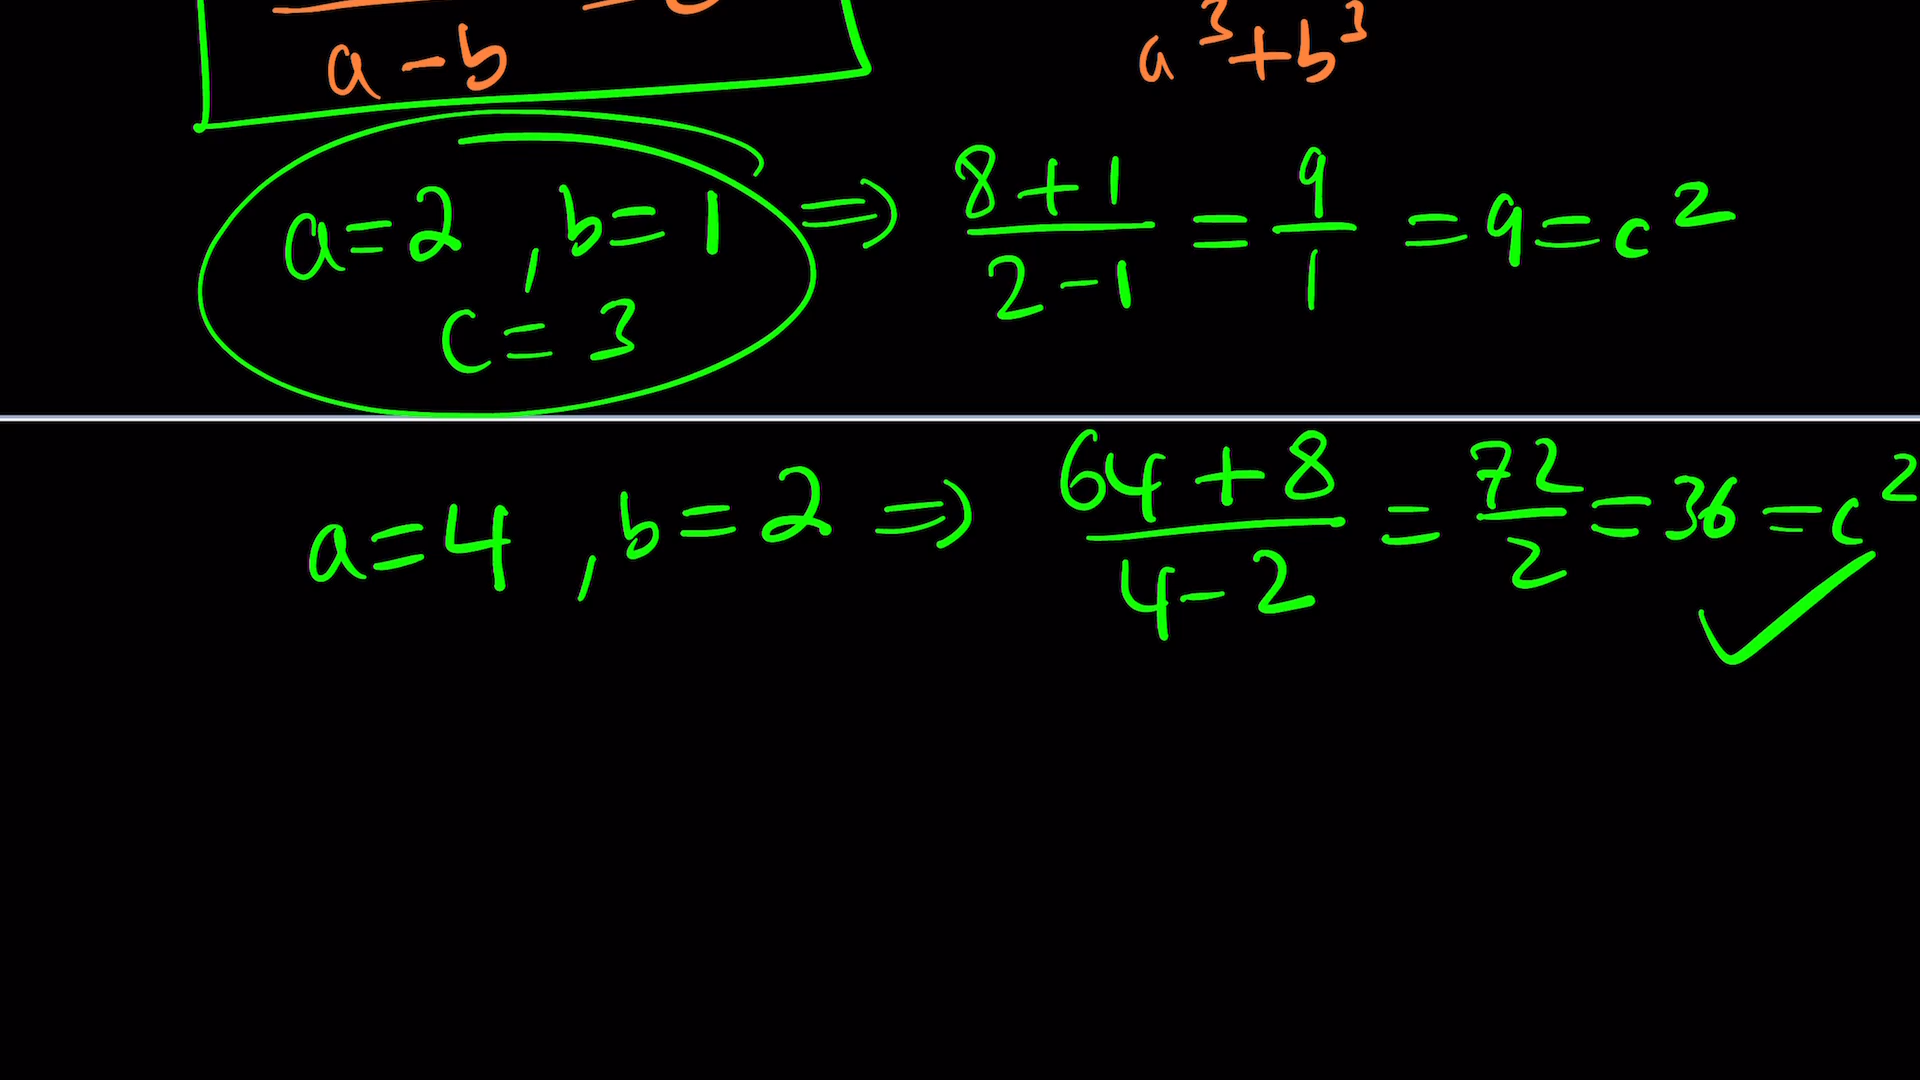 a-b
a³+b³
a=2, b=1 ⇒ (8+1)/(2-1) = 9/1 = 9 = c²
c=3
a=4, b=2 ⇒ (64+8)/(4-2) = 72/2 = 36 = c²